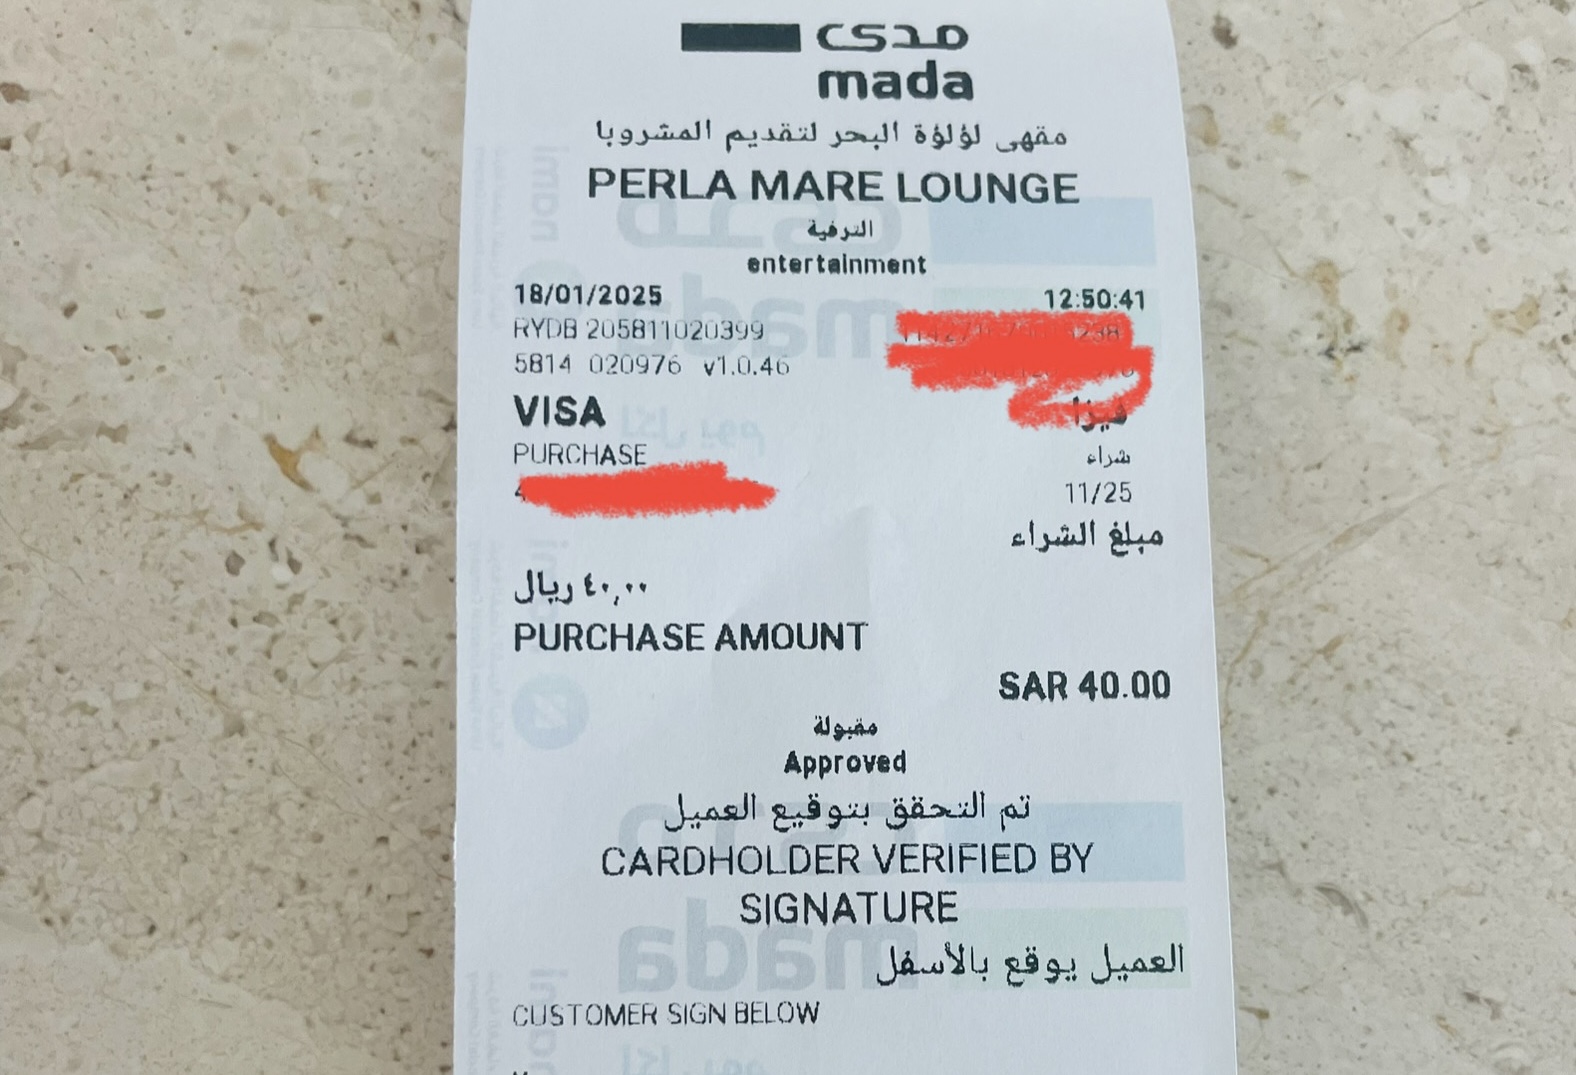 مدى
mada
مقهى لؤلؤة البحر لتقديم المشروبا
PERLA MARE LOUNGE
الترفية
entertainment
18/01/2025 12:50:41
RYDB 205811020399
5814 020976 v1.0.46
VISA فيزا
PURCHASE شراء
11/25
مبلغ الشراء
٤٠,٠٠ ريال
PURCHASE AMOUNT
SAR 40.00
مقبولة
Approved
تم التحقق بتوقيع العميل
CARDHOLDER VERIFIED BY
SIGNATURE
العميل يوقع بالأسفل
CUSTOMER SIGN BELOW